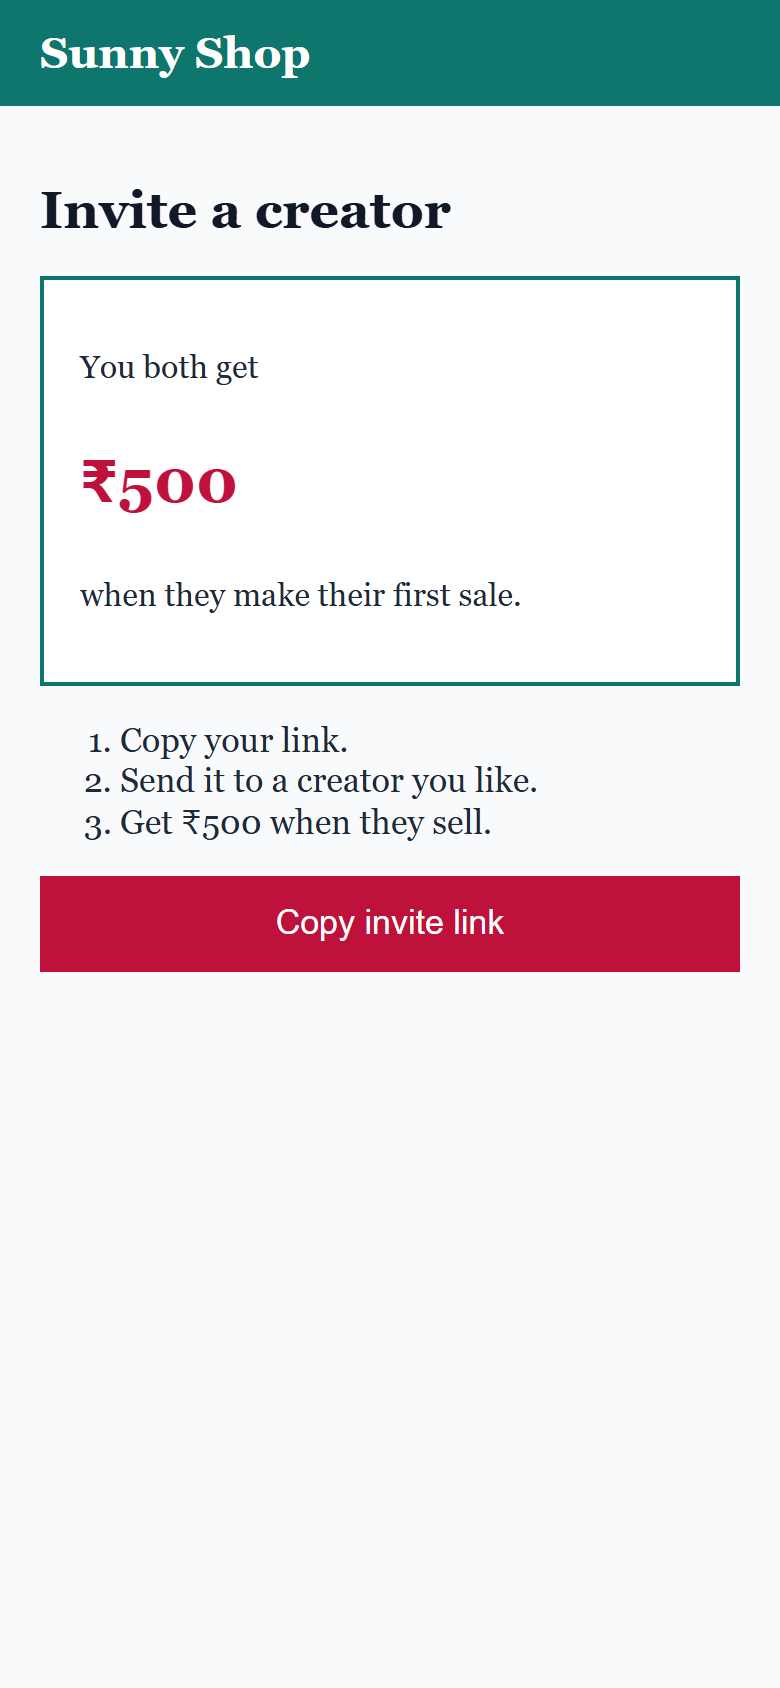 Sunny Shop
Invite a creator
You both get
₹500
when they make their first sale.
1. Copy your link.
2. Send it to a creator you like.
3. Get ₹500 when they sell.
Copy invite link